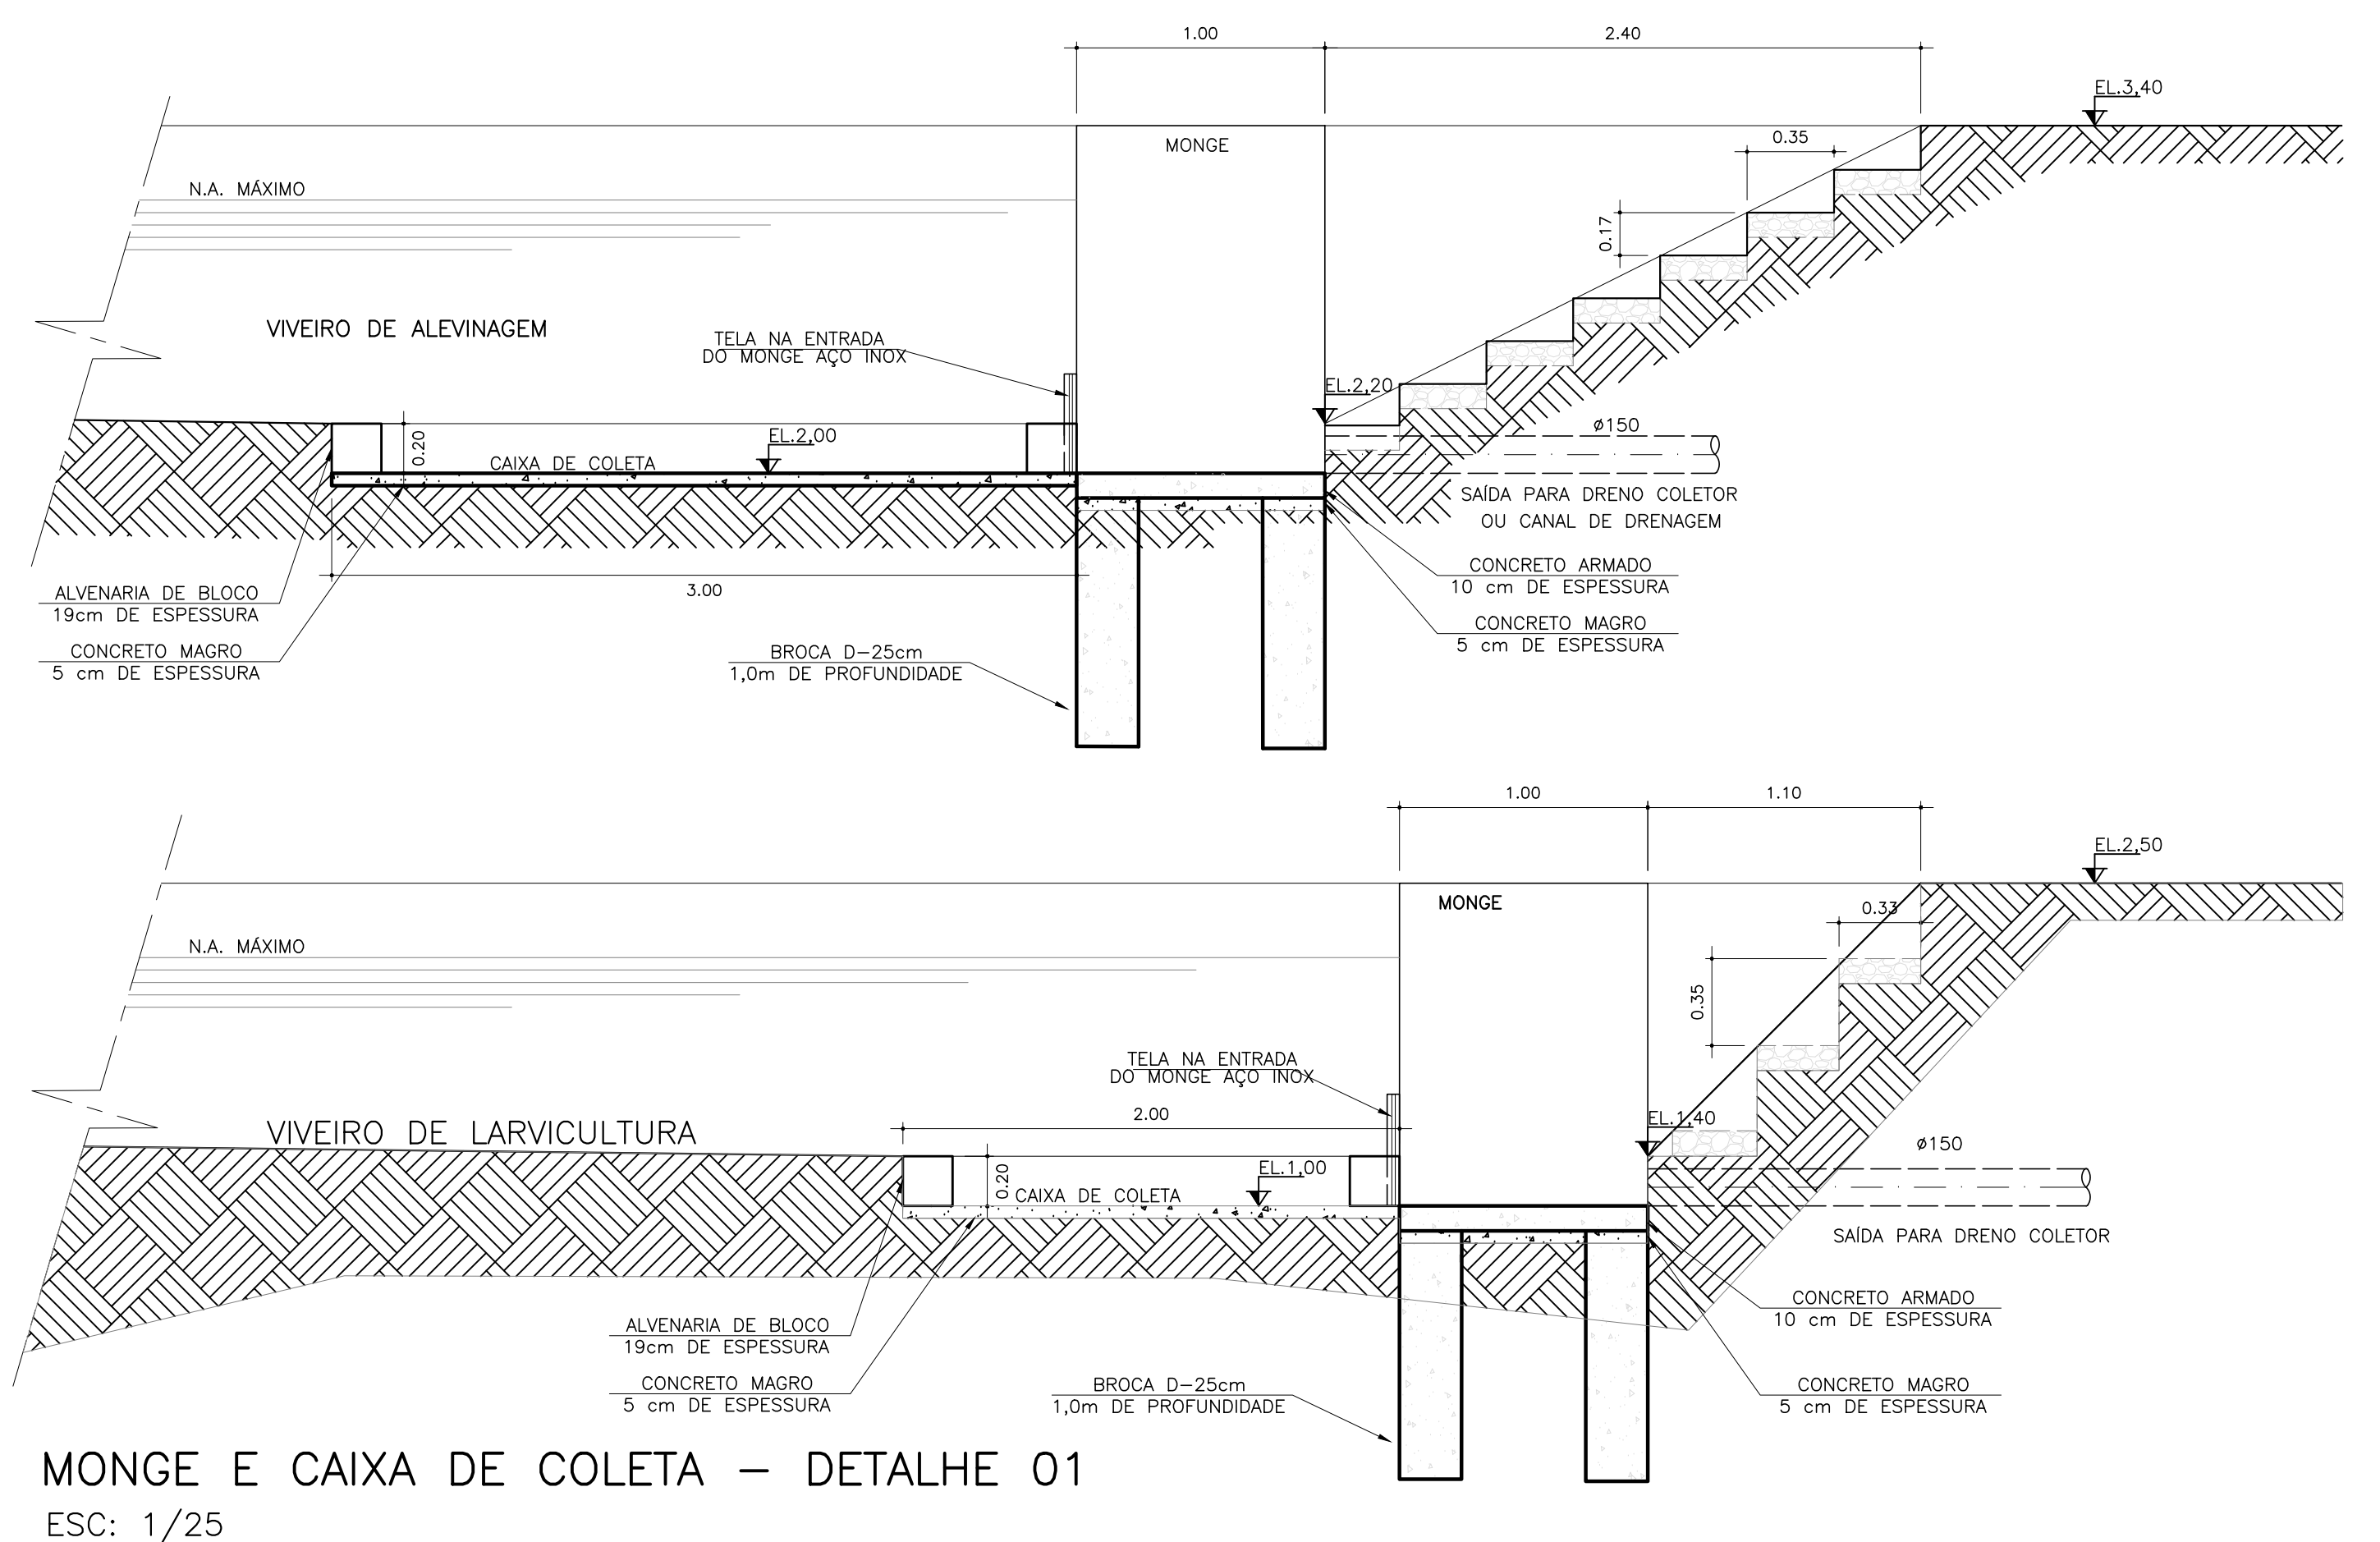 1.00
2.40
EL.3,40
MONGE
0.35
N.A. MÁXIMO
0.17
VIVEIRO DE ALEVINAGEM
TELA NA ENTRADA
DO MONGE AÇO INOX
EL.2,20
ø150
0.20
EL.2,00
CAIXA DE COLETA
SAÍDA PARA DRENO COLETOR
OU CANAL DE DRENAGEM
ALVENARIA DE BLOCO
19cm DE ESPESSURA
3.00
CONCRETO ARMADO
10 cm DE ESPESSURA
CONCRETO MAGRO
5 cm DE ESPESSURA
BROCA D-25cm
1,0m DE PROFUNDIDADE
CONCRETO MAGRO
5 cm DE ESPESSURA
1.00
1.10
EL.2,50
MONGE
0.33
N.A. MÁXIMO
0.35
TELA NA ENTRADA
DO MONGE AÇO INOX
VIVEIRO DE LARVICULTURA
2.00
EL.1,40
ø150
0.20
EL.1,00
CAIXA DE COLETA
SAÍDA PARA DRENO COLETOR
ALVENARIA DE BLOCO
19cm DE ESPESSURA
CONCRETO ARMADO
10 cm DE ESPESSURA
CONCRETO MAGRO
5 cm DE ESPESSURA
BROCA D-25cm
1,0m DE PROFUNDIDADE
CONCRETO MAGRO
5 cm DE ESPESSURA
MONGE E CAIXA DE COLETA - DETALHE 01
ESC: 1/25